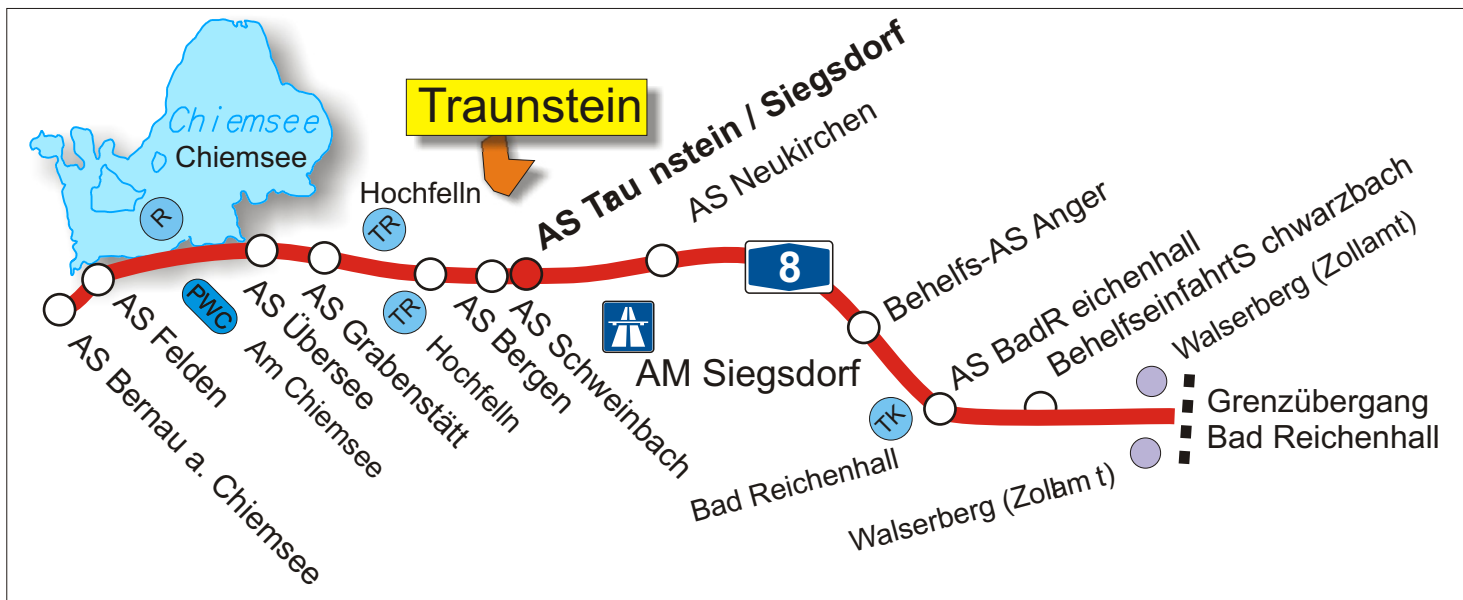 Chiemsee
Chiemsee
R
Traunstein
Hochfelln
TR
AS Trau nstein / Siegsdorf
AS Neukirchen
8
Behelfs-AS Anger
AS BadR eichenhall
BehelfseinfahrtS chwarzbach
Walserberg (Zollamt)
AS Bernau a. Chiemsee
AS Felden
PWC
Am Chiemsee
AS Übersee
AS Grabenstätt
TR
Hochfelln
AS Bergen
AS Schweinbach
AM Siegsdorf
TK
Bad Reichenhall
Walserberg (Zollam t)
Grenzübergang
Bad Reichenhall